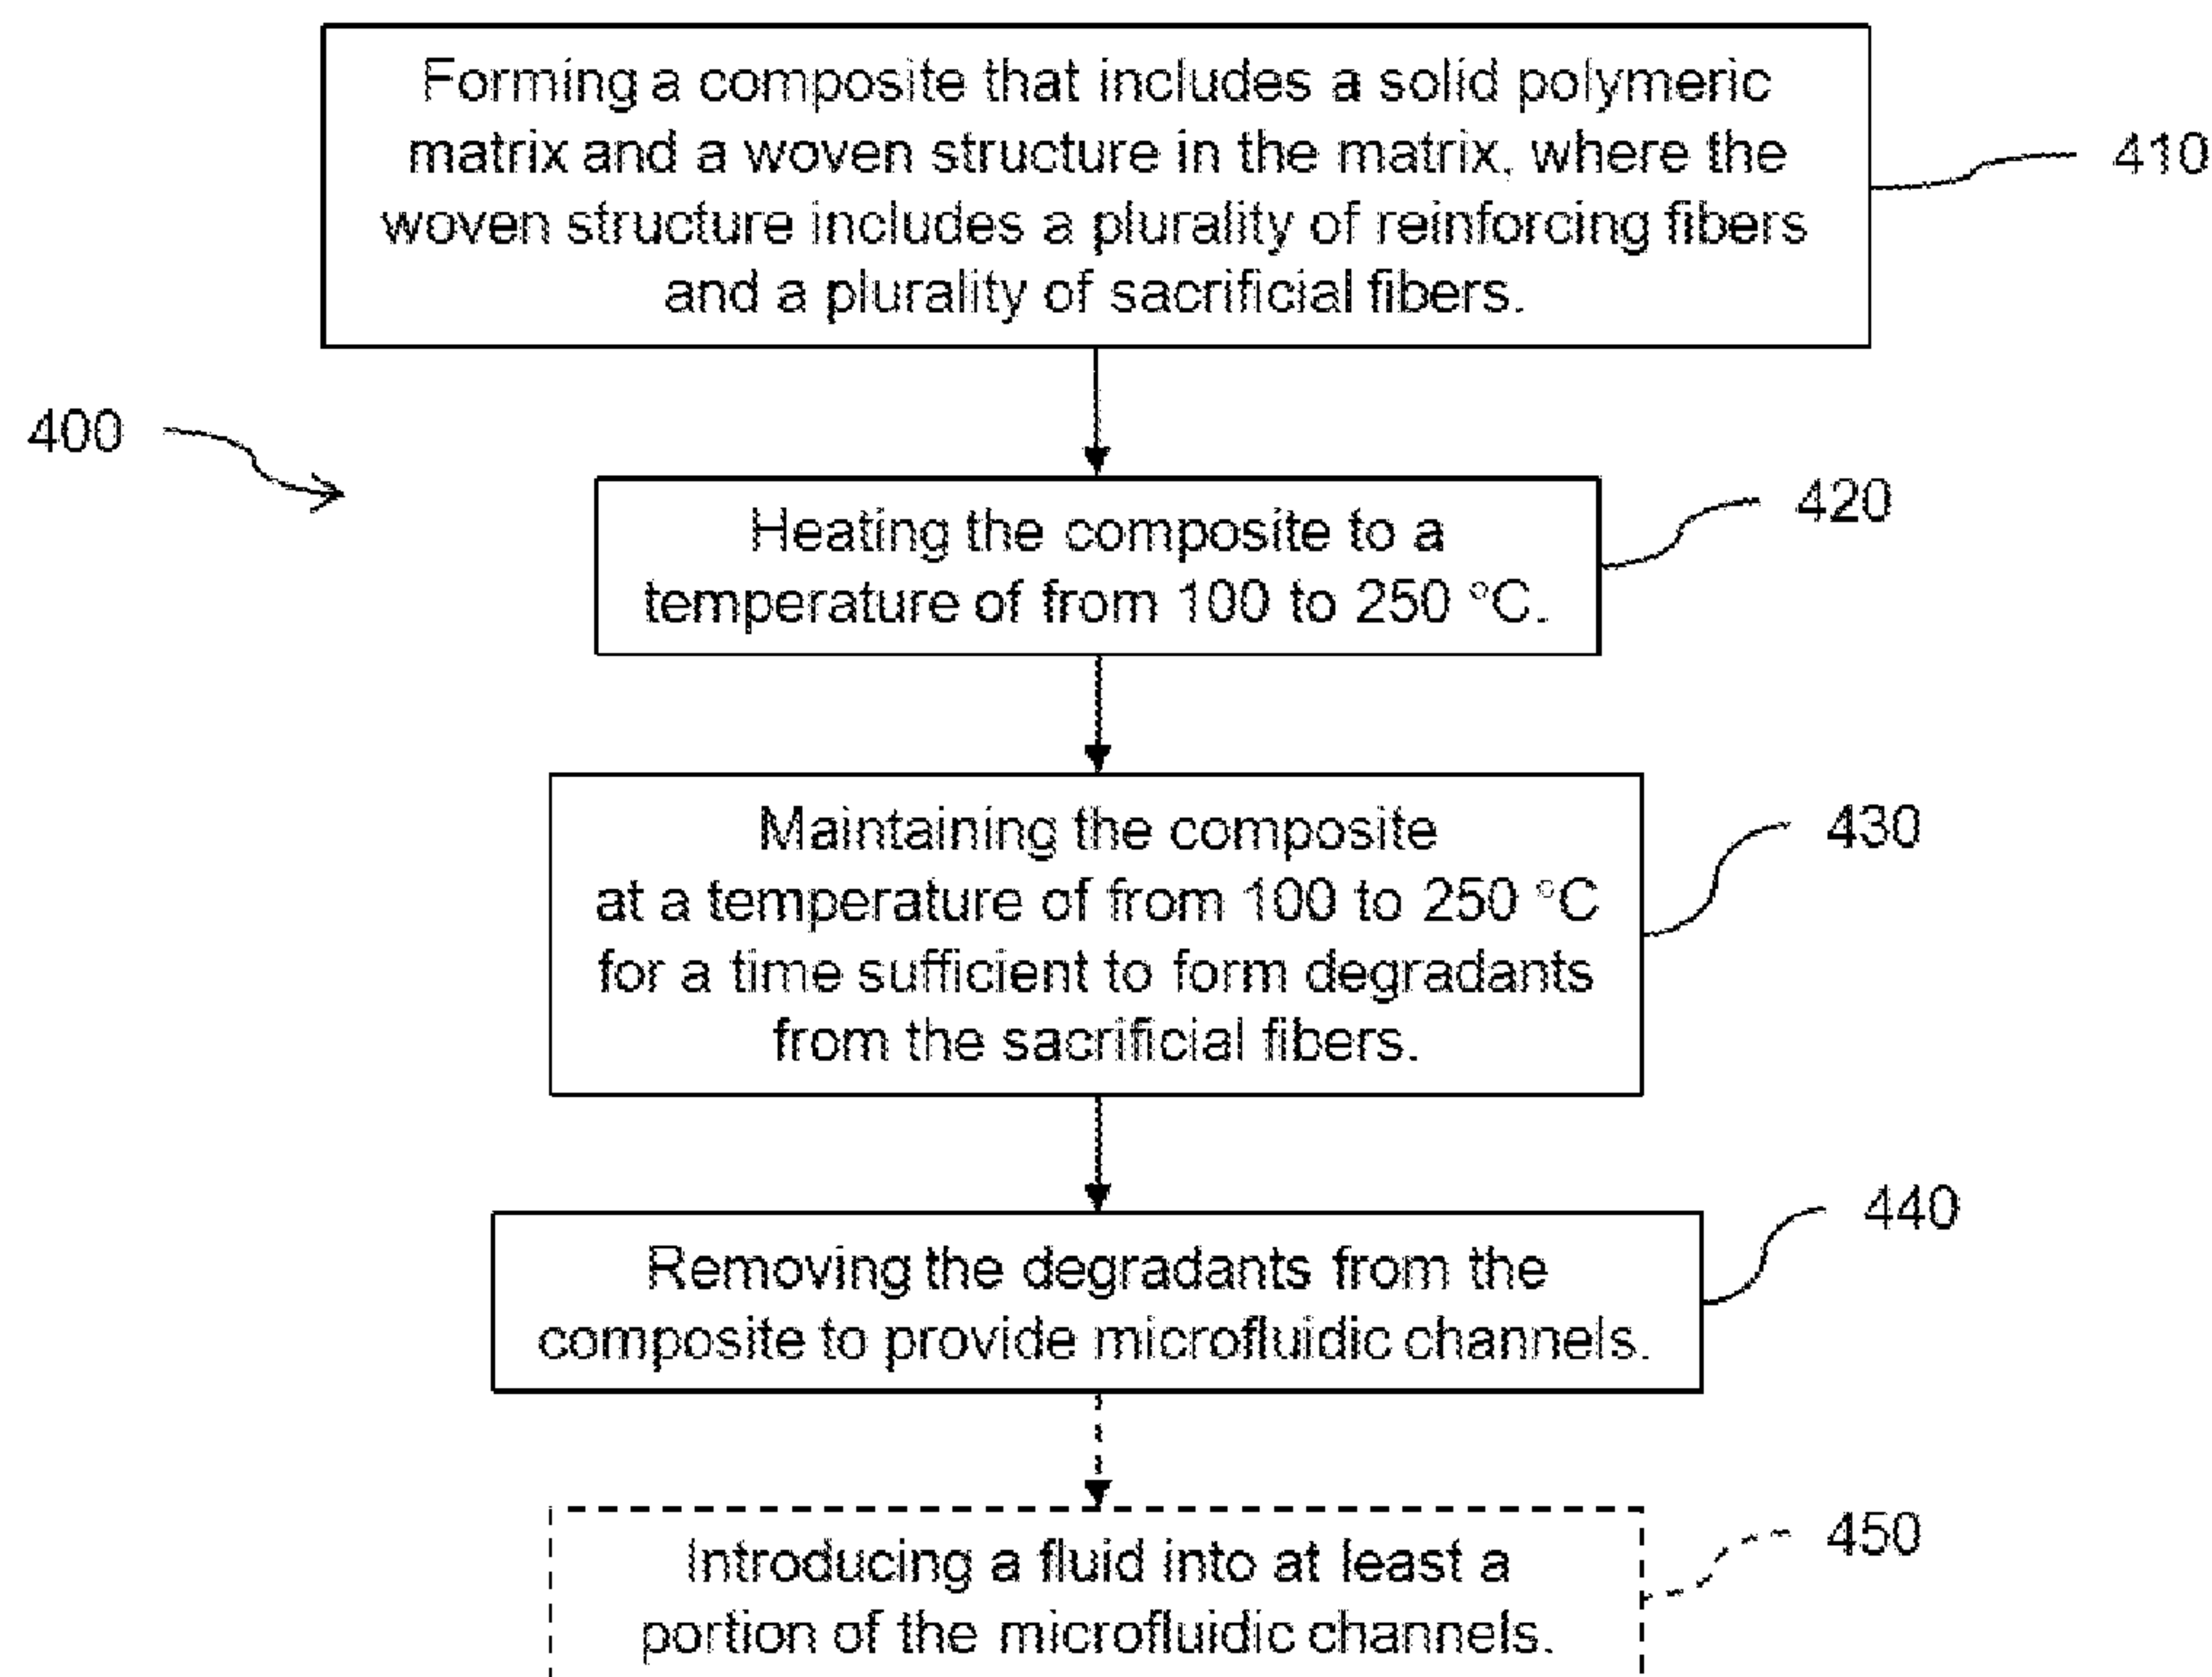 Forming a composite that includes a solid polymeric
matrix and a woven structure in the matrix, where the
woven structure includes a plurality of reinforcing fibers
and a plurality of sacrificial fibers.
410
400
Heating the composite to a
temperature of from 100 to 250 °C.
420
Maintaining the composite
at a temperature of from 100 to 250 °C
for a time sufficient to form degradants
from the sacrificial fibers.
430
Removing the degradants from the
composite to provide microfluidic channels.
440
Introducing a fluid into at least a
portion of the microfluidic channels.
450